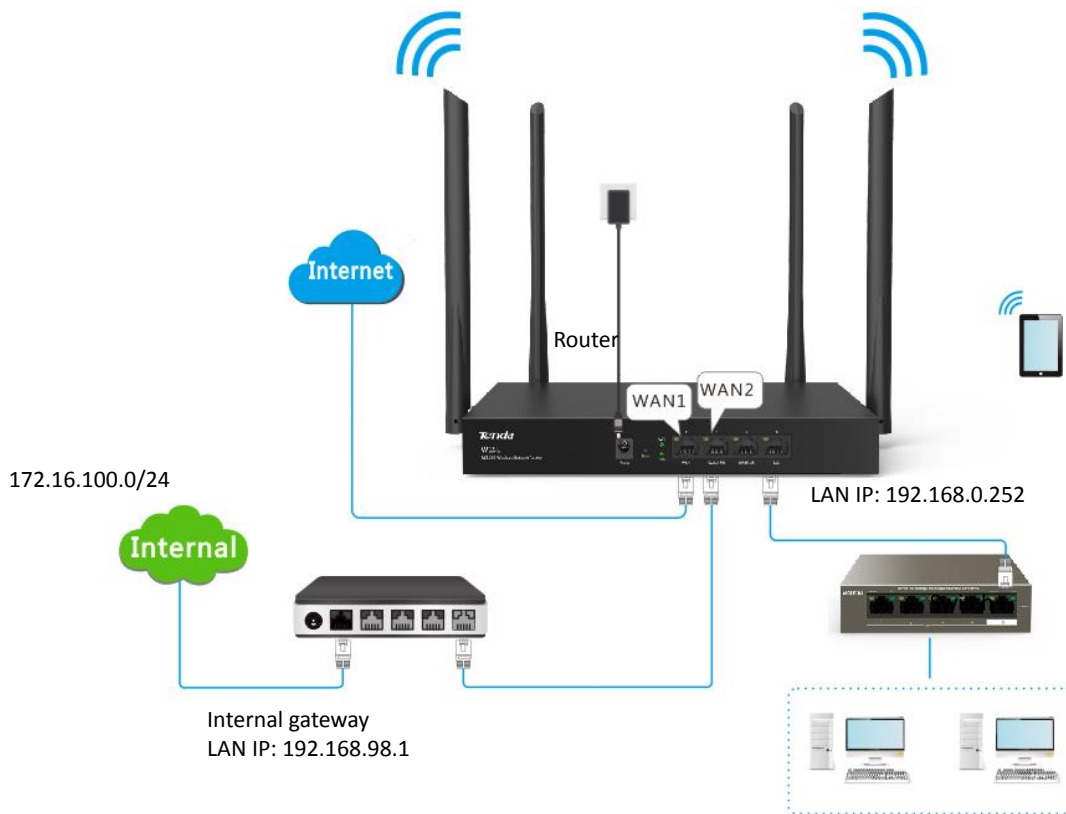 Internet
Router
WAN1
WAN2
Tenda
172.16.100.0/24
LAN IP: 192.168.0.252
Internal
Internal gateway
LAN IP: 192.168.98.1